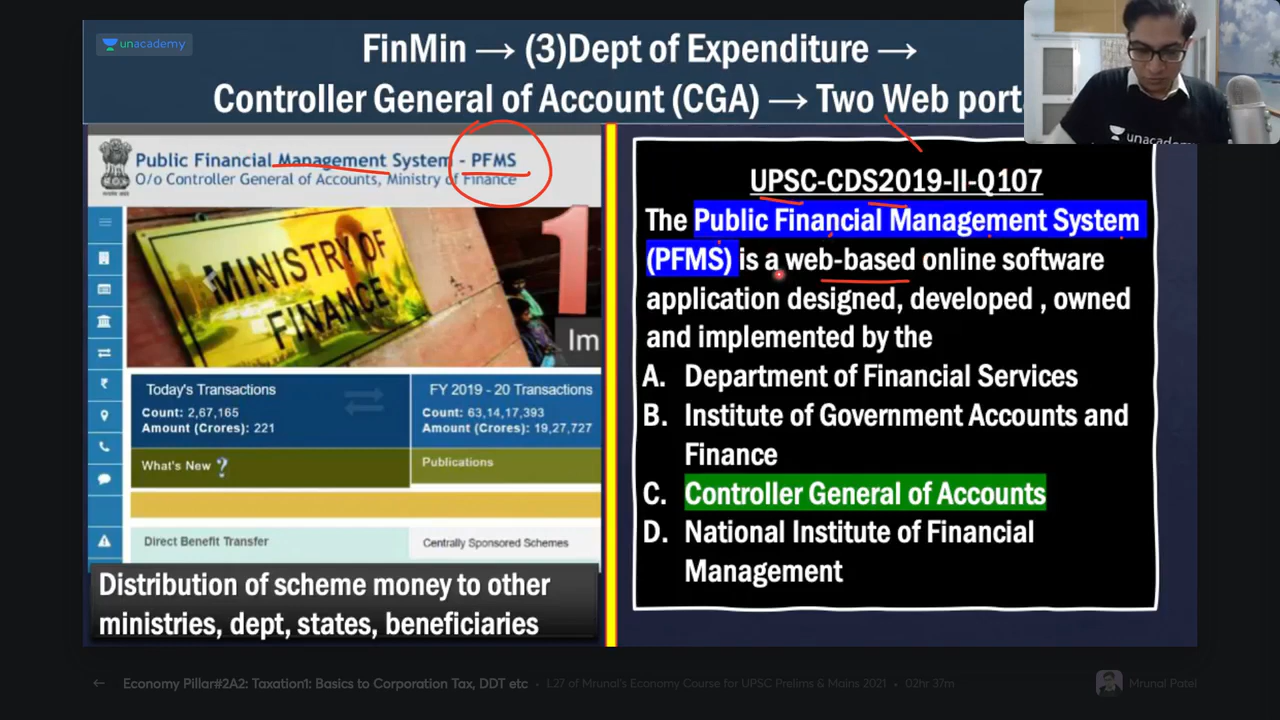 unacademy
FinMin → (3)Dept of Expenditure →
Controller General of Account (CGA) → Two Web port
unacademy
Public Financial Management System - PFMS
O/o Controller General of Accounts, Ministry of Finance
MINISTRY OF
FINANCE
1
Im
Today's Transactions
Count: 2,67,165
Amount (Crores): 221
FY 2019 - 20 Transactions
Count: 63,14,17,393
Amount (Crores): 19,27,727
What's New ?
Publications
Direct Benefit Transfer
Centrally Sponsored Schemes
Distribution of scheme money to other
ministries, dept, states, beneficiaries
UPSC-CDS2019-II-Q107
The Public Financial Management System
(PFMS) is a web-based online software
application designed, developed , owned
and implemented by the
A. Department of Financial Services
B. Institute of Government Accounts and
Finance
C. Controller General of Accounts
D. National Institute of Financial
Management
← Economy Pillar#2A2: Taxation1: Basics to Corporation Tax, DDT etc • L27 of Mrunal's Economy Course for UPSC Prelims & Mains 2021 • 02hr 37m
Mrunal Patel